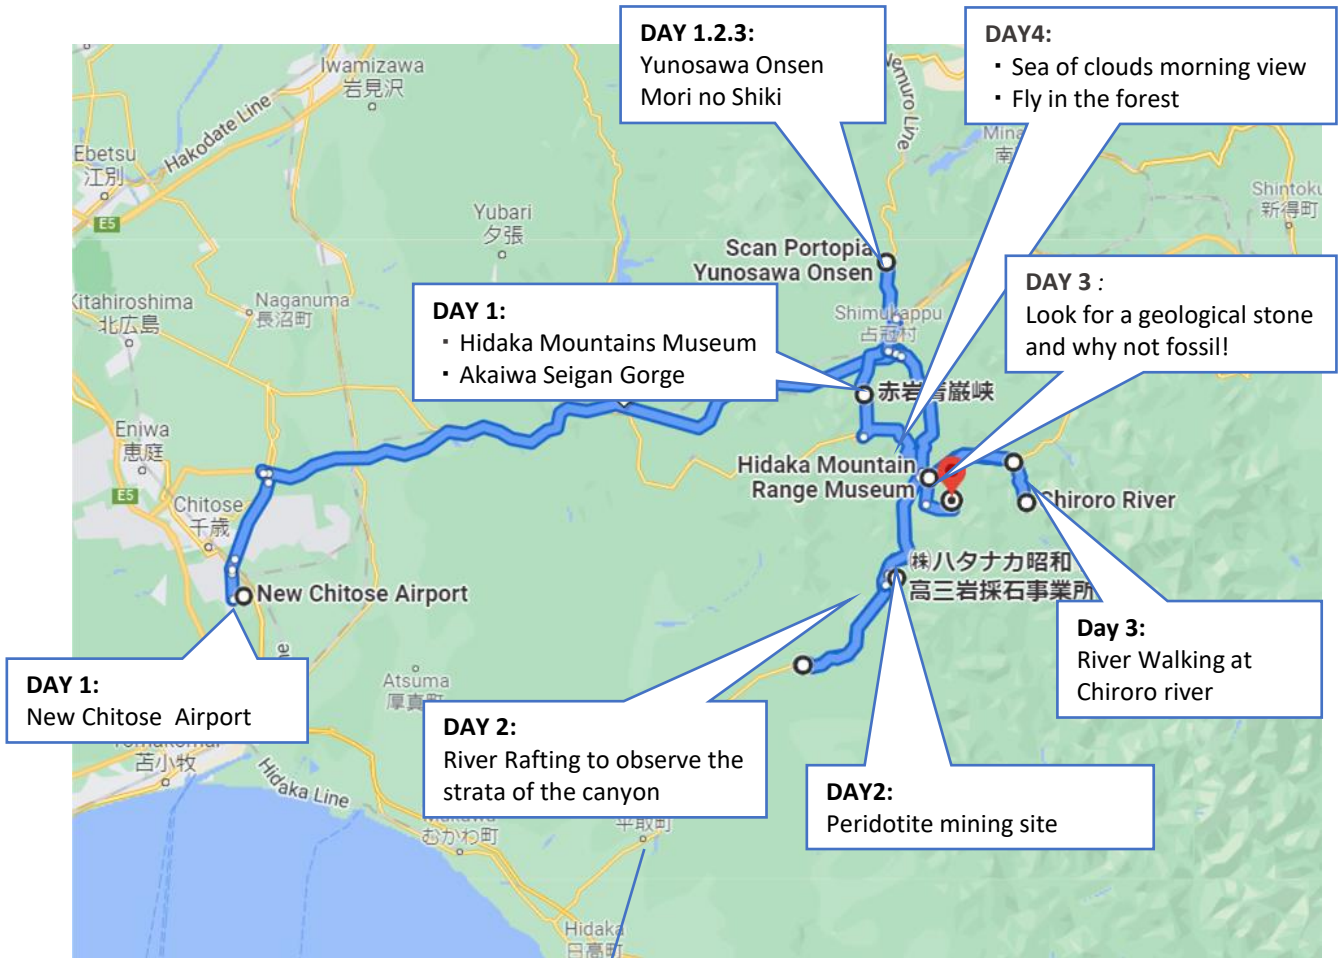 DAY 1.2.3:
Yunosawa Onsen
Mori no Shiki
DAY4:
・ Sea of clouds morning view
・ Fly in the forest
Iwamizawa
岩見沢
Hakodate Line
Ebetsu
江別
E5
Nemuro Line
Shintoku
新得町
Yubari
夕張
Scan Portopia
Yunosawa Onsen
DAY 3 :
Look for a geological stone
and why not fossil!
Kitahiroshima
北広島
Naganuma
長沼町
DAY 1:
・ Hidaka Mountains Museum
・ Akaiwa Seigan Gorge
Shimukappu
占冠村
赤岩青巌峡
Eniwa
恵庭
E5
Chitose
千歳
Hidaka Mountain
Range Museum
Chiroro River
New Chitose Airport
㈱ハタナカ昭和
高三岩採石事業所
Day 3:
River Walking at
Chiroro river
DAY 1:
New Chitose Airport
Atsuma
厚真町
DAY 2:
River Rafting to observe the
strata of the canyon
DAY2:
Peridotite mining site
苫小牧
Hidaka Line
むかわ町
平取町
Hidaka
日高町